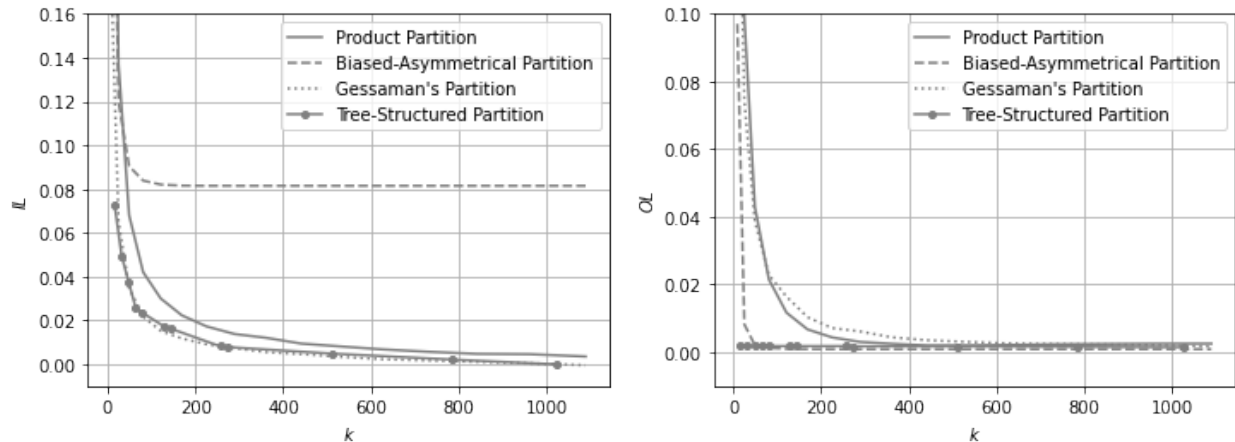 0.16
0.14
0.12
0.10
0.08
0.06
0.04
0.02
0.00
IL
0 200 400 600 800 1000
k
Product Partition
Biased-Asymmetrical Partition
Gessaman's Partition
Tree-Structured Partition
0.10
0.08
0.06
0.04
0.02
0.00
OL
0 200 400 600 800 1000
k
Product Partition
Biased-Asymmetrical Partition
Gessaman's Partition
Tree-Structured Partition